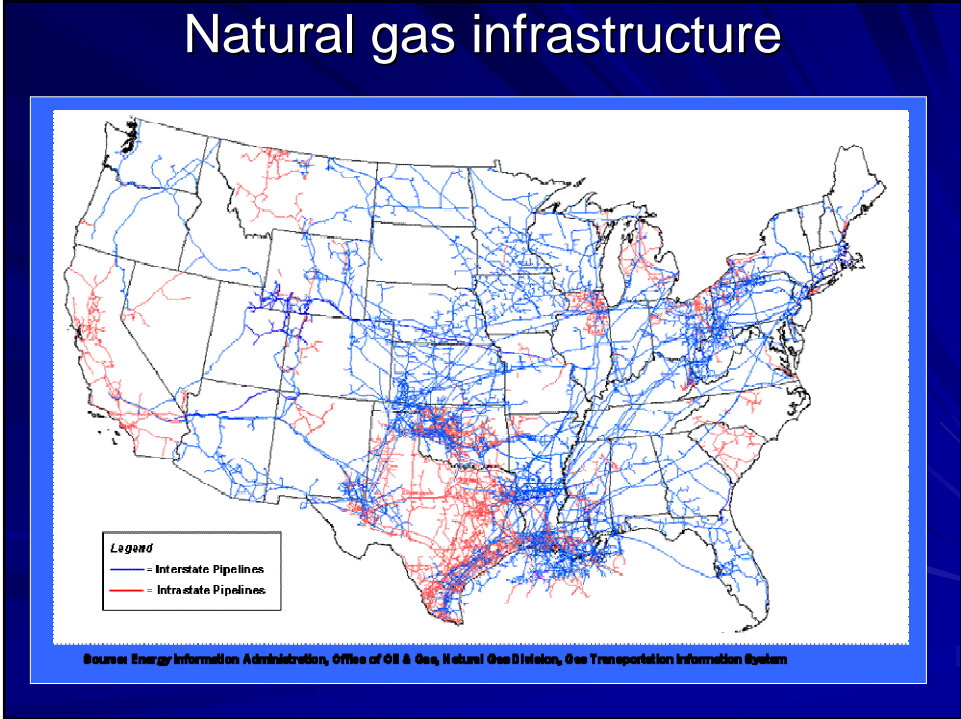 Natural gas infrastructure
Legend
= Interstate Pipelines
= Intrastate Pipelines
Source: Energy Information Administration, Office of Oil & Gas, Natural Gas Division, Gas Transportation Information System